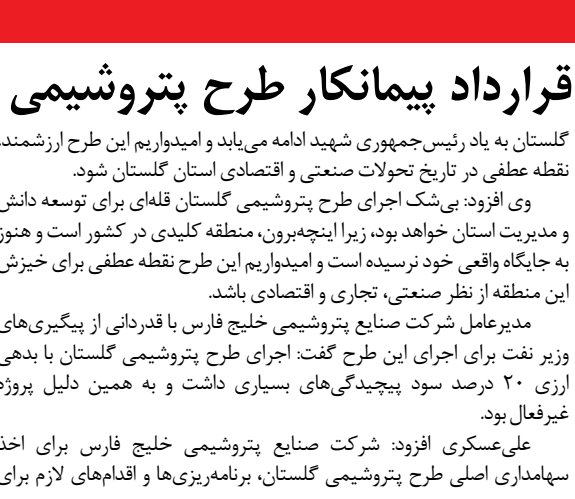 قرارداد پیمانکار طرح پتروشیمی
گلستان به یاد رئیس‌جمهوری شهید ادامه می‌یابد و امیدواریم این طرح ارزشمند،
نقطه عطفی در تاریخ تحولات صنعتی و اقتصادی استان گلستان شود.
وی افزود: بی‌شک اجرای طرح پتروشیمی گلستان قله‌ای برای توسعه دانش
و مدیریت استان خواهد بود، زیرا اینچه‌برون، منطقه کلیدی در کشور است و هنوز
به جایگاه واقعی خود نرسیده است و امیدواریم این طرح نقطه عطفی برای خیزش
این منطقه از نظر صنعتی، تجاری و اقتصادی باشد.
مدیرعامل شرکت صنایع پتروشیمی خلیج فارس با قدردانی از پیگیری‌های
وزیر نفت برای اجرای این طرح گفت: اجرای طرح پتروشیمی گلستان با بدهی
ارزی ۲۰ درصد سود پیچیدگی‌های بسیاری داشت و به همین دلیل پروژه
غیرفعال بود.
علی‌عسکری افزود: شرکت صنایع پتروشیمی خلیج فارس برای اخذ
سهامداری اصلی طرح پتروشیمی گلستان، برنامه‌ریزی‌ها و اقدام‌های لازم برای